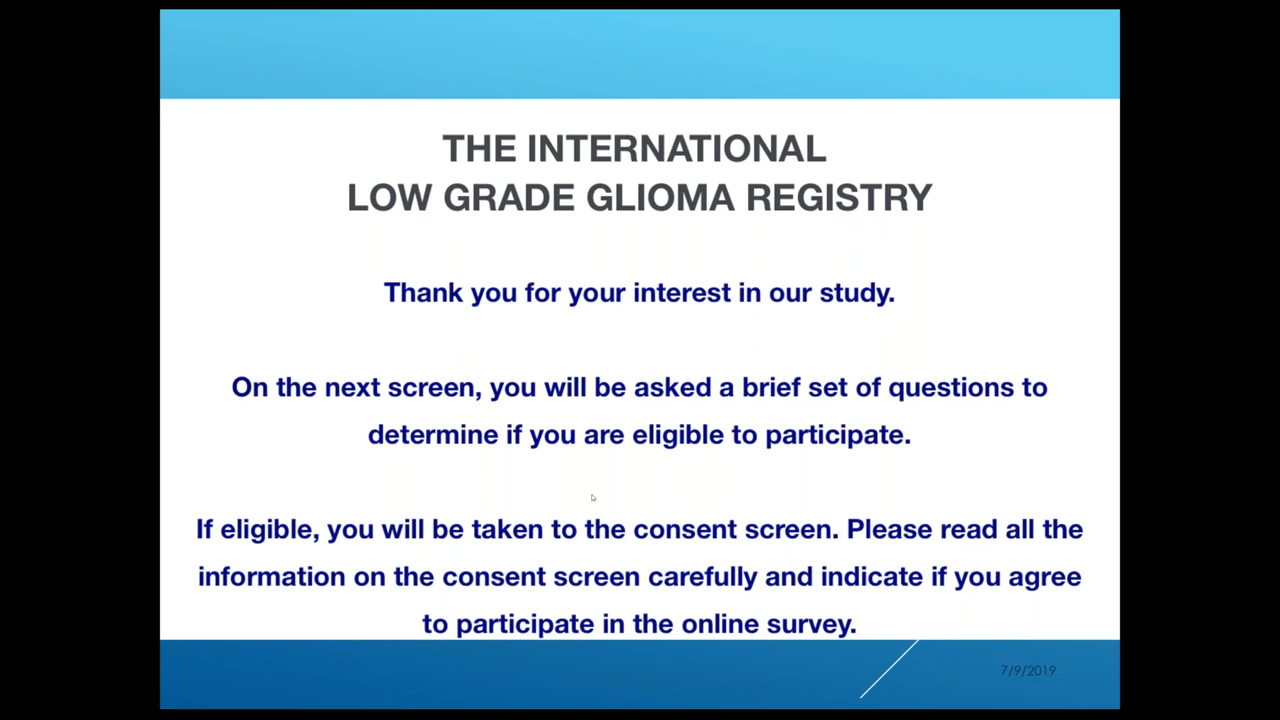 THE INTERNATIONAL
LOW GRADE GLIOMA REGISTRY
Thank you for your interest in our study.
On the next screen, you will be asked a brief set of questions to
determine if you are eligible to participate.
If eligible, you will be taken to the consent screen. Please read all the
information on the consent screen carefully and indicate if you agree
to participate in the online survey.
7/9/2019